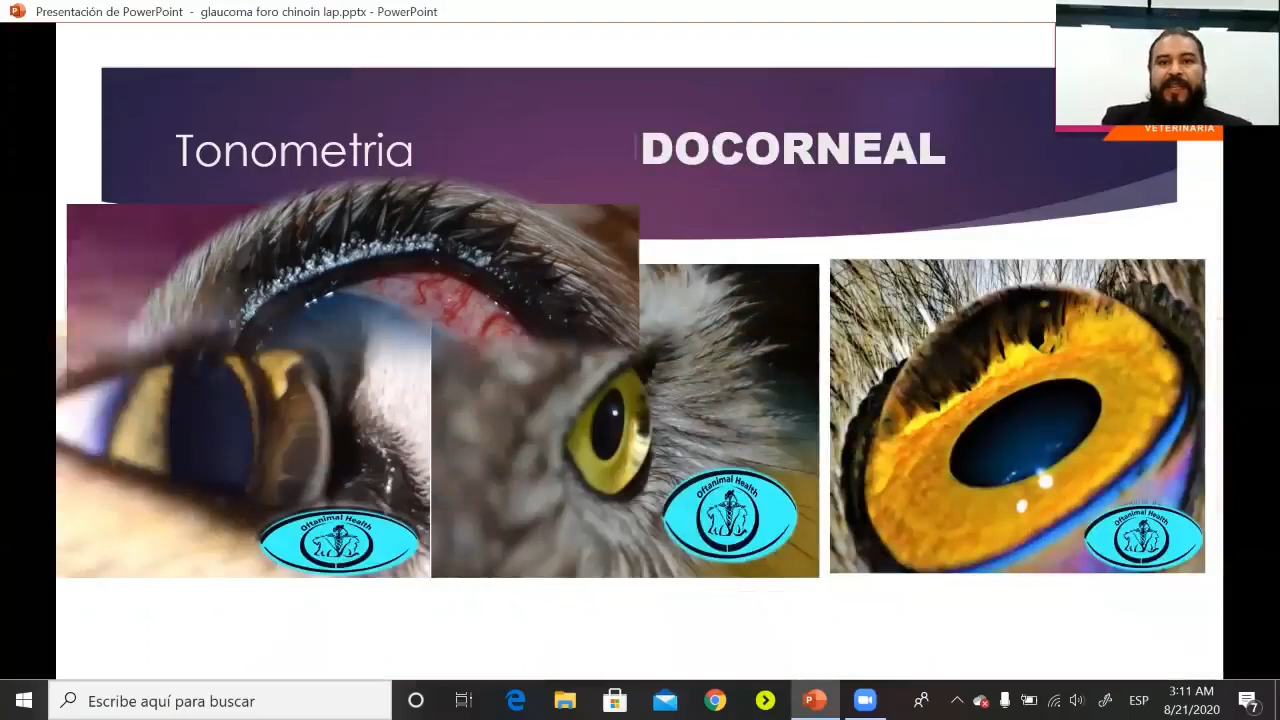 Presentación de PowerPoint - glaucoma foro chinoin lap.pptx - PowerPoint
VETERINARIA
Tonometria
DOCORNEAL
Oftanimal Health
Oftanimal Health
Oftanimal Health
Escribe aquí para buscar
ESP
3:11 AM
8/21/2020
7